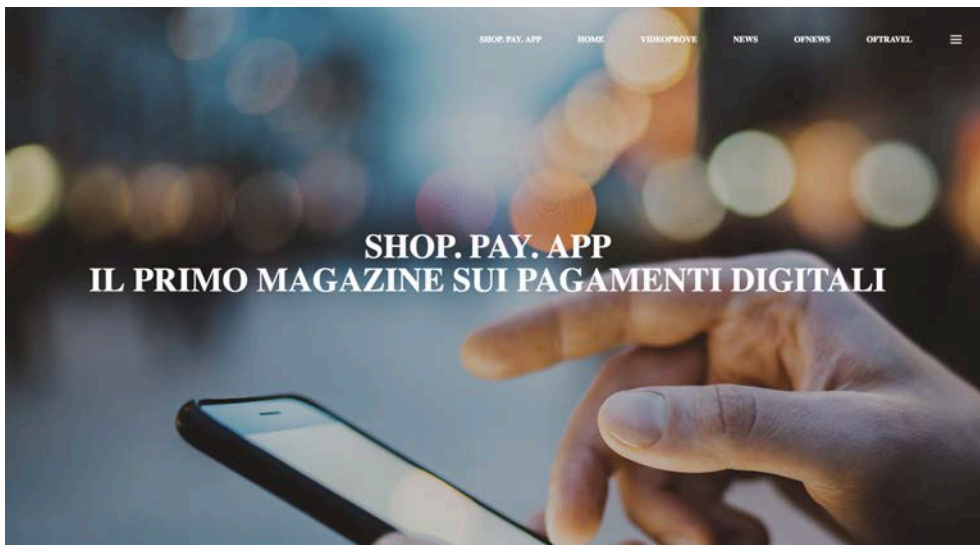 SHOP. PAY. APP HOME VIDEOPROVE NEWS OFNEWS OFTRAVEL
SHOP. PAY. APP
IL PRIMO MAGAZINE SUI PAGAMENTI DIGITALI